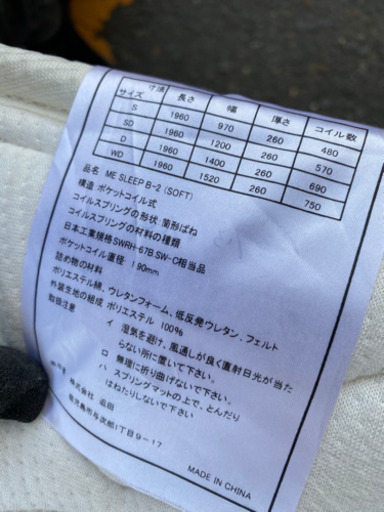 サイズ 寸法 長さ 幅 厚さ コイル数
S 1960 970 260 480
SD 1960 1200 260 570
D 1960 1400 260 690
WD 1960 1520 260 750
品名 ME SLEEP B-2 (SOFT)
構造 ポケットコイル式
コイルスプリングの形状 筒形ばね
コイルスプリングの材料の種類
日本工業規格SWRH-67B SW-C相当品
ポケットコイル直径 190mm
詰め物の材料
ポリエステル綿、ウレタンフォーム、低反発ウレタン、フェルト
外装生地の組成 ポリエステル 100%
取扱注意
イ 湿気を避け、風通しが良く直射日光が当た
らない所に置いて下さい。
ロ 無理に折り曲げないで下さい。
ハ スプリングマットの上で、とんだり
はねたりしないで下さい。
株式会社
1丁目9-17
MADE IN CHINA